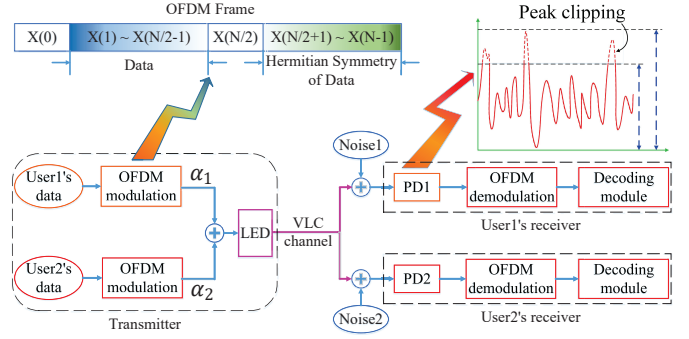 OFDM Frame
X(0) X(1) ~ X(N/2-1) X(N/2) X(N/2+1) ~ X(N-1)
Data
Hermitian Symmetry
of Data
Peak clipping
User1's
data
OFDM
modulation
α1
User2's
data
OFDM
modulation
α2
LED
Transmitter
VLC
channel
Noise1
PD1
OFDM
demodulation
Decoding
module
User1's receiver
PD2
OFDM
demodulation
Decoding
module
Noise2
User2's receiver